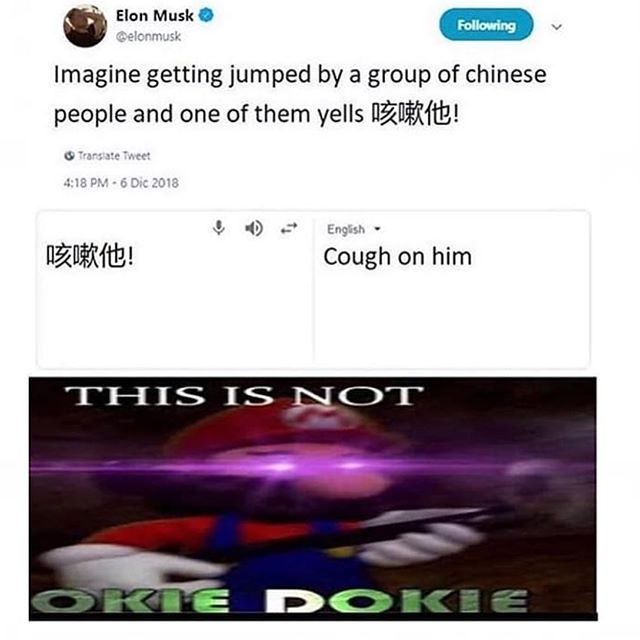 Elon Musk
@elonmusk
Following
Imagine getting jumped by a group of chinese
people and one of them yells 咳嗽他!
Translate Tweet
4:18 PM - 6 Dic 2018
English
咳嗽他!
Cough on him
THIS IS NOT
OKIE DOKIE